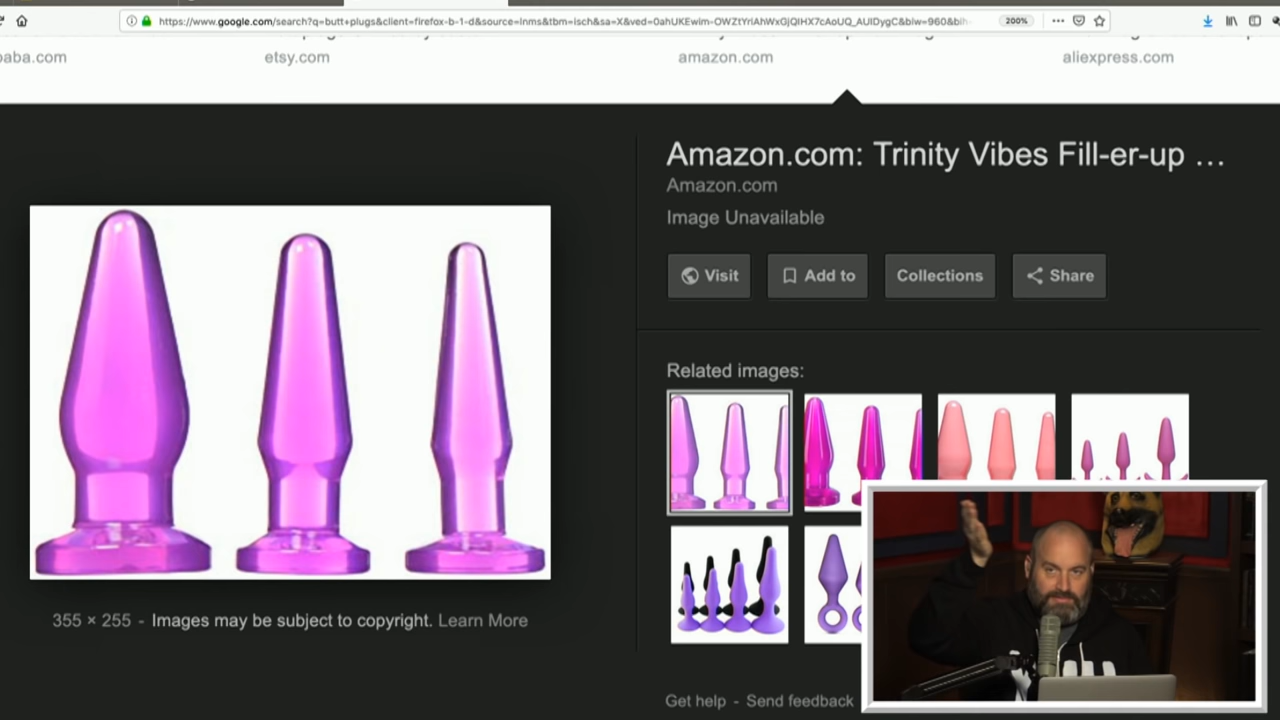 https://www.google.com/search?q=butt+plugs&client=firefox-b-1-d&source=lnms&tbm=isch&sa=X&ved=0ahUKEwim-OWZtYriAhWxGjQIHX7cAoUQ_AUIDygC&biw=960&bih
200%
baba.com
etsy.com
amazon.com
aliexpress.com
Amazon.com: Trinity Vibes Fill-er-up ...
Amazon.com
Image Unavailable
Visit
Add to
Collections
Share
Related images:
355 × 255 - Images may be subject to copyright. Learn More
Get help - Send feedback